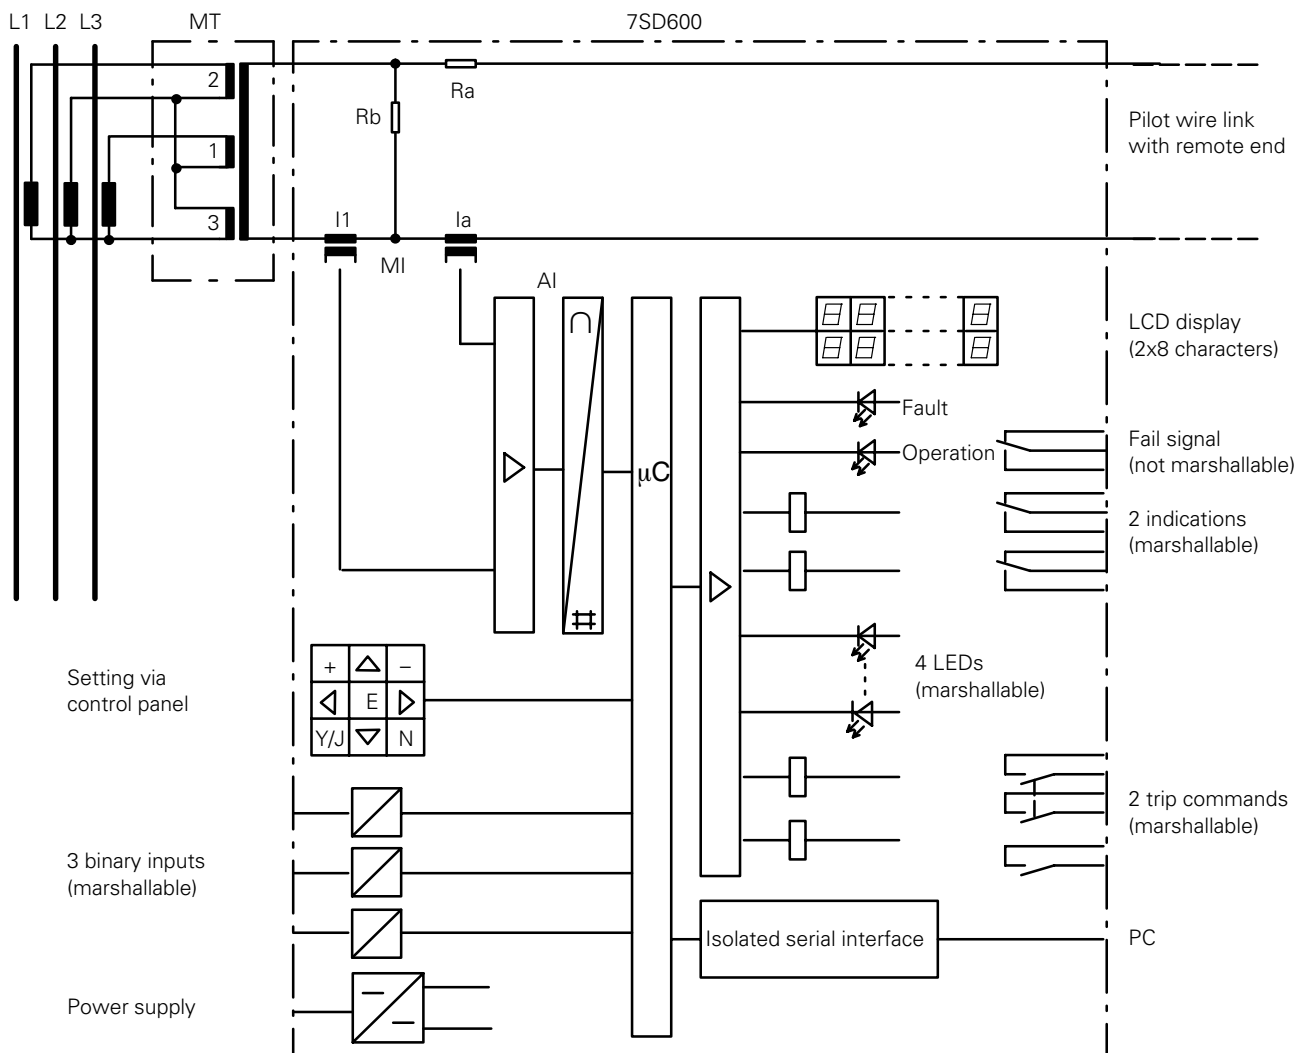 L1 L2 L3 MT 7SD600
2
1
3
Ra
Rb
Pilot wire link
with remote end
I1
Ia
MI
AI
LCD display
(2x8 characters)
Fault
Operation
Fail signal
(not marshallable)
µC
2 indications
(marshallable)
4 LEDs
(marshallable)
Setting via
control panel
+ −
E
Y/J N
2 trip commands
(marshallable)
3 binary inputs
(marshallable)
Isolated serial interface
PC
Power supply